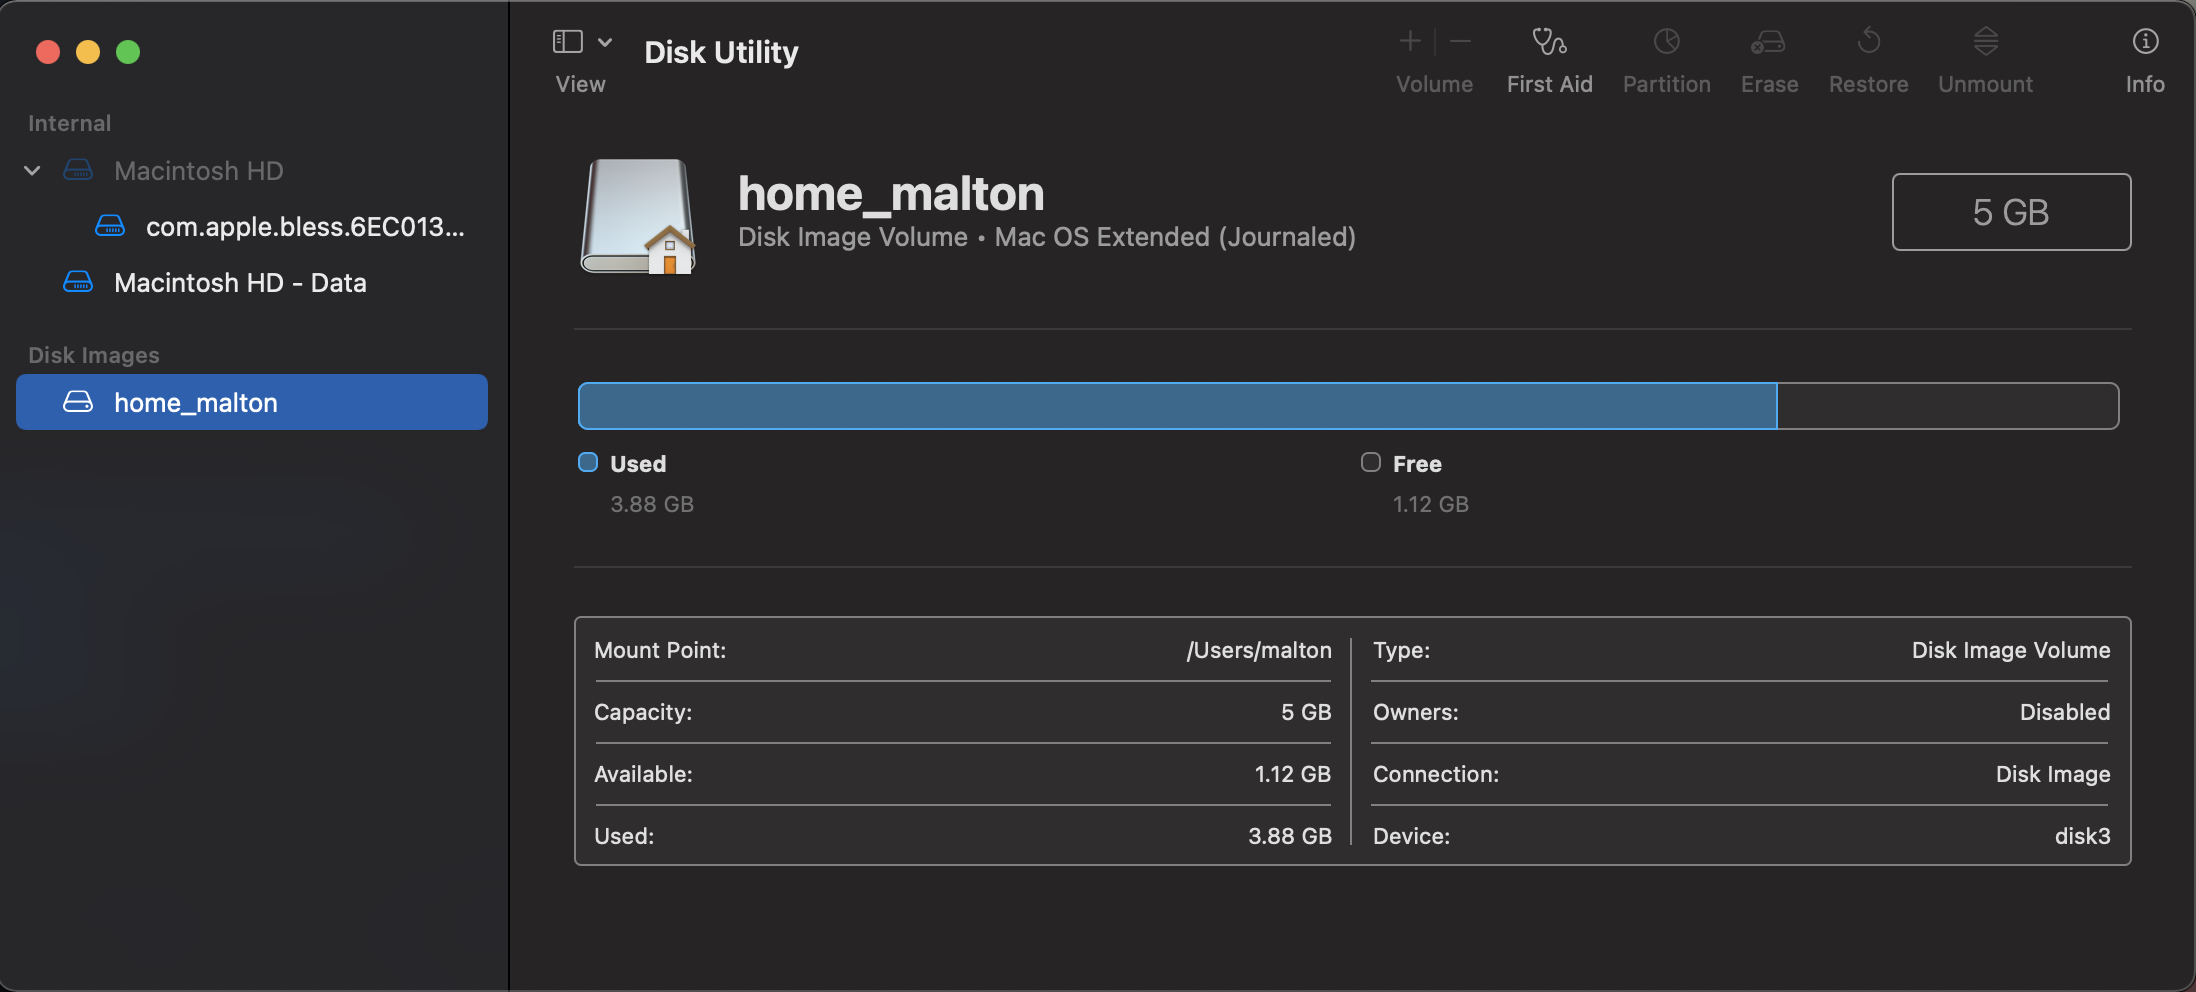 Internal
Macintosh HD
com.apple.bless.6EC013...
Macintosh HD - Data
Disk Images
home_malton
View
Disk Utility
Volume
First Aid
Partition
Erase
Restore
Unmount
Info
home_malton
Disk Image Volume • Mac OS Extended (Journaled)
5 GB
Used
3.88 GB
Free
1.12 GB
Mount Point: /Users/malton
Capacity: 5 GB
Available: 1.12 GB
Used: 3.88 GB
Type: Disk Image Volume
Owners: Disabled
Connection: Disk Image
Device: disk3